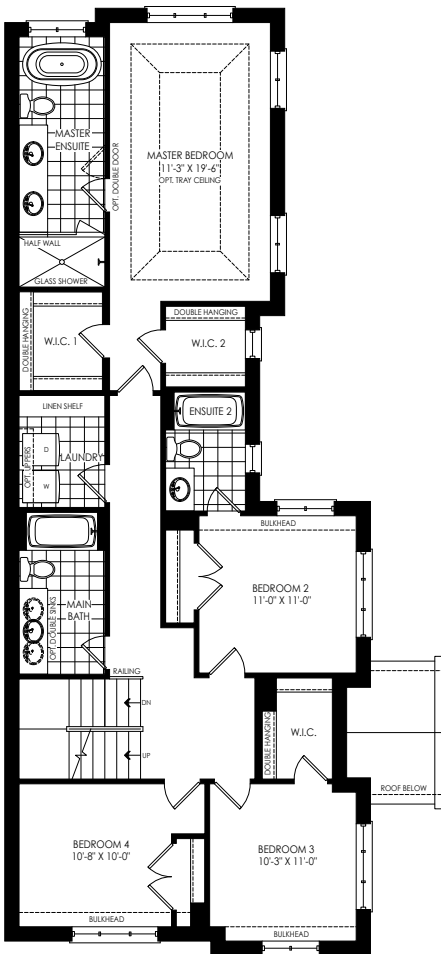 MASTER
ENSUITE
OPT. DOUBLE DOOR
MASTER BEDROOM
11'-3" X 19'-6"
OPT. TRAY CEILING
HALF WALL
GLASS SHOWER
DOUBLE HANGING
W.I.C. 1
DOUBLE HANGING
W.I.C. 2
LINEN SHELF
OPT. UPPERS
D
LAUNDRY
W
ENSUITE 2
BULKHEAD
BEDROOM 2
11'-0" X 11'-0"
OPT. DOUBLE SINKS
MAIN
BATH
RAILING
DN
UP
DOUBLE HANGING
W.I.C.
ROOF BELOW
BEDROOM 4
10'-8" X 10'-0"
BULKHEAD
BEDROOM 3
10'-3" X 11'-0"
BULKHEAD